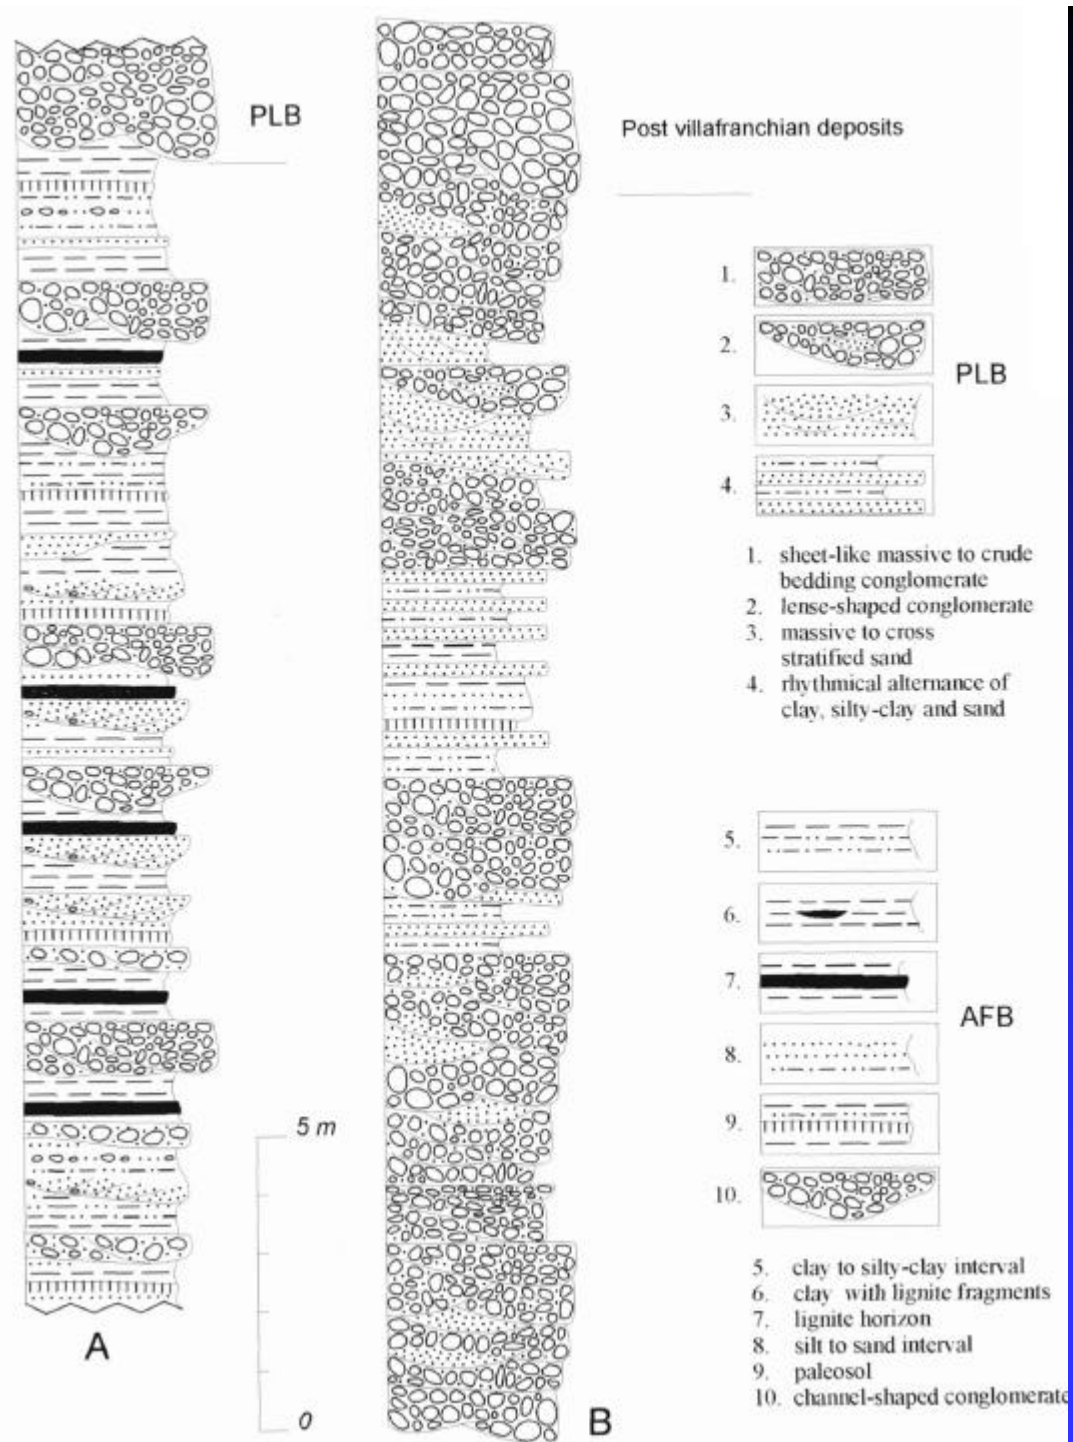 PLB
Post villafranchian deposits
1.
2.
PLB
3.
4.
1. sheet-like massive to crude
bedding conglomerate
2. lense-shaped conglomerate
3. massive to cross
stratified sand
4. rhythmical alternance of
clay, silty-clay and sand
5.
6.
7.
AFB
8.
9.
10.
5 m
0
A
B
5. clay to silty-clay interval
6. clay with lignite fragments
7. lignite horizon
8. silt to sand interval
9. paleosol
10. channel-shaped conglomerate